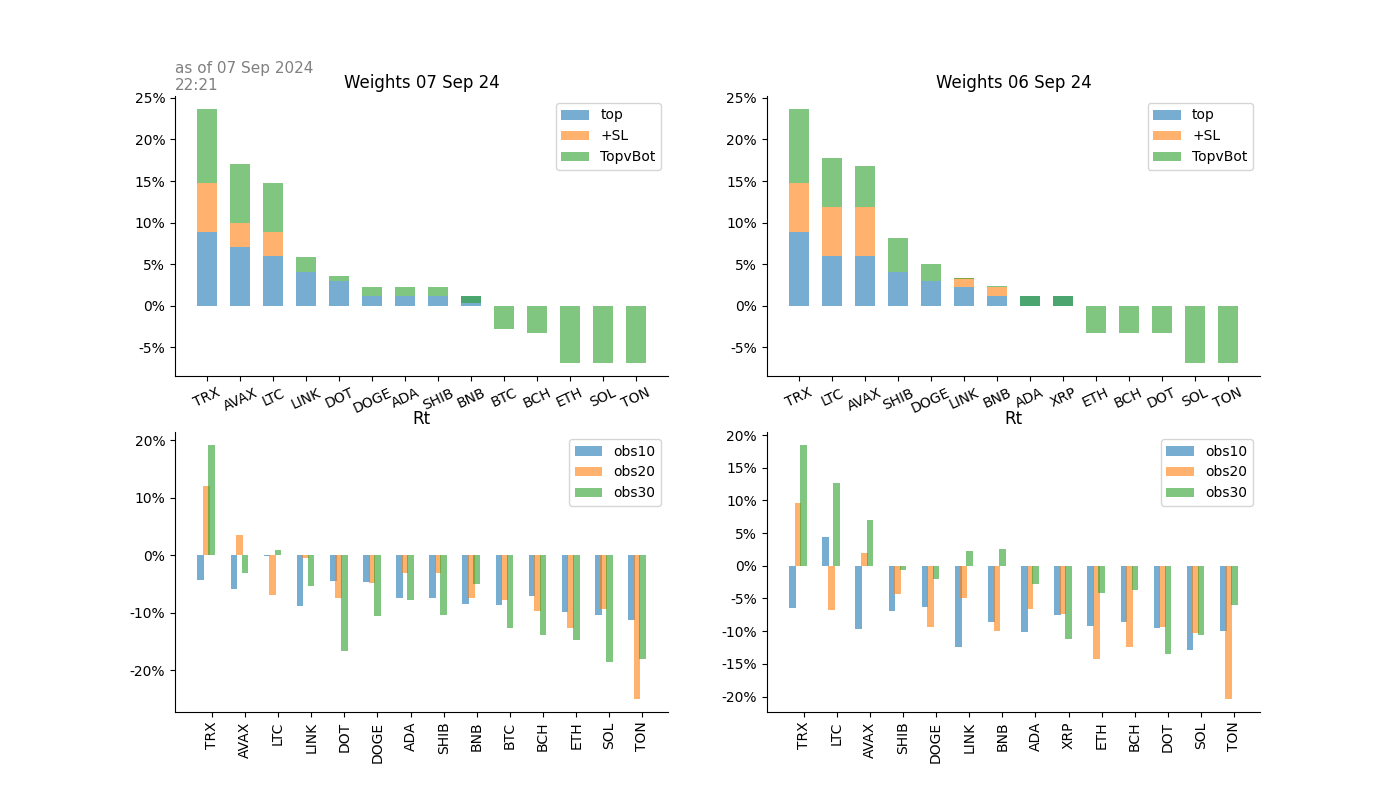 as of 07 Sep 2024
22:21
Weights 07 Sep 24
25%
20%
15%
10%
5%
0%
-5%
top
+SL
TopvBot
TRX AVAX LTC LINK DOT DOGE ADA SHIB BNB BTC BCH ETH SOL TON
Weights 06 Sep 24
25%
20%
15%
10%
5%
0%
-5%
top
+SL
TopvBot
TRX LTC AVAX SHIB DOGE LINK BNB ADA XRP ETH BCH DOT SOL TON
Rt
20%
10%
0%
-10%
-20%
obs10
obs20
obs30
TRX AVAX LTC LINK DOT DOGE ADA SHIB BNB BTC BCH ETH SOL TON
Rt
20%
15%
10%
5%
0%
-5%
-10%
-15%
-20%
obs10
obs20
obs30
TRX LTC AVAX SHIB DOGE LINK BNB ADA XRP ETH BCH DOT SOL TON